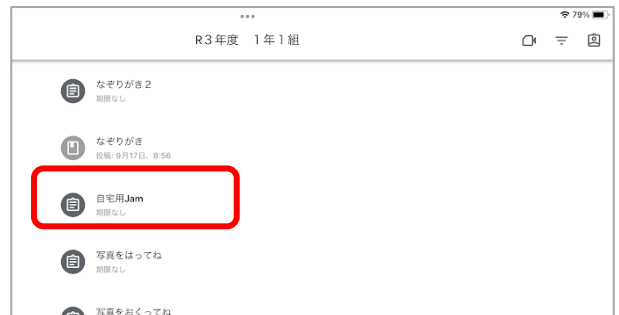 79%
R3年度 1年1組
なぞりがき2
期限なし
なぞりがき
投稿: 9月17日、8:56
自宅用Jam
期限なし
写真をはってね
期限なし
写真をおくってね